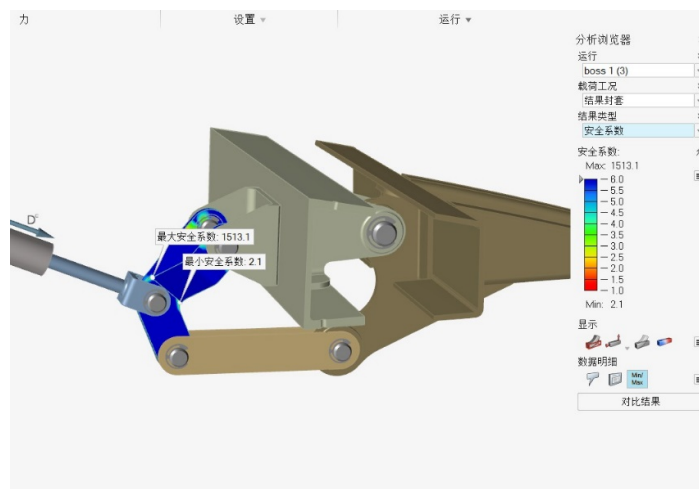 力
设置
运行
分析浏览器
运行
boss 1 (3)
载荷工况
结果封套
结果类型
安全系数
安全系数:
Max: 1513.1
6.0
5.5
5.0
4.5
4.0
3.5
3.0
2.5
2.0
1.5
1.0
Min: 2.1
D
最大安全系数: 1513.1
最小安全系数: 2.1
显示
数据明细
Min/
Max
对比结果